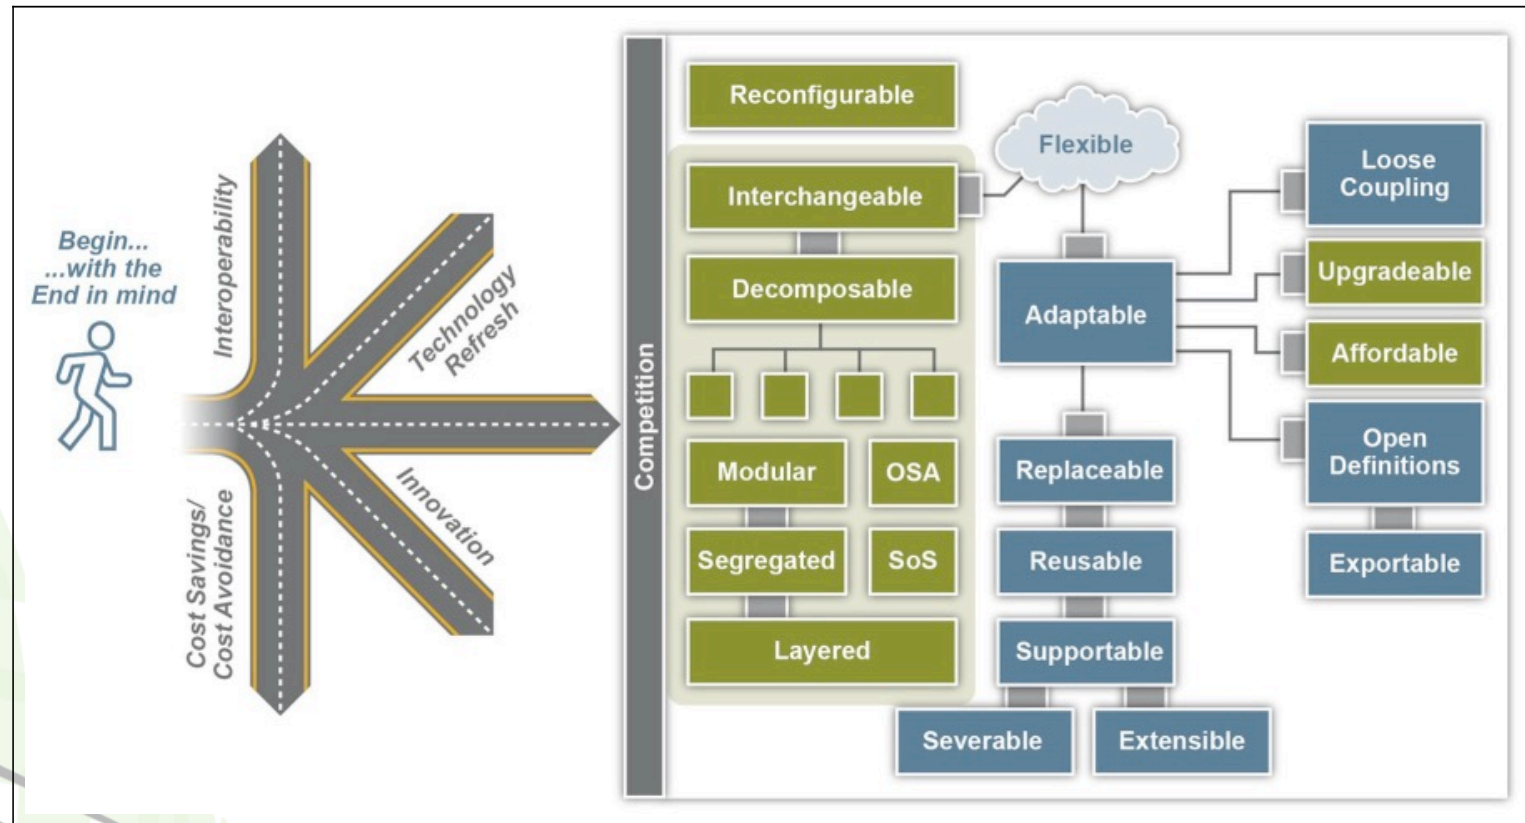 Begin...
...with the
End in mind
Interoperability
Technology
Refresh
Innovation
Cost Savings/
Cost Avoidance
Competition
Reconfigurable
Interchangeable
Decomposable
Modular
OSA
Segregated
SoS
Layered
Flexible
Adaptable
Replaceable
Reusable
Supportable
Severable
Extensible
Loose
Coupling
Upgradeable
Affordable
Open
Definitions
Exportable